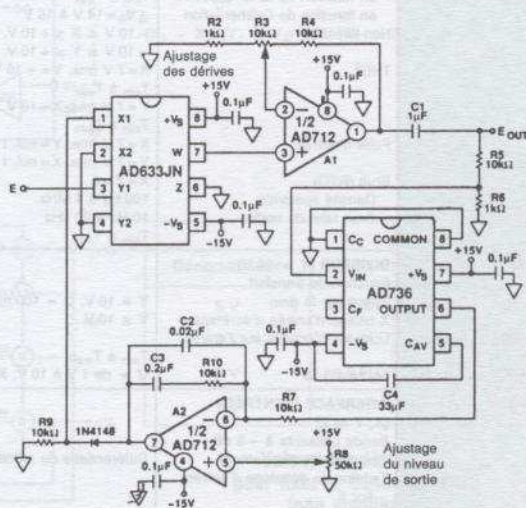 R2
1kΩ
R3
10kΩ
R4
10kΩ
Ajustage
des dérives
+15V
0.1µF
+15V
0.1µF
2
−
8
1/2
AD712
1
3
+
A1
C1
1µF
E OUT
R5
10kΩ
R6
1kΩ
AD633JN
1
X1
+VS
8
2
X2
W
7
E
3
Y1
Z
6
4
Y2
−VS
5
0.1µF
−15V
1
CC
COMMON
8
+15V
2
VIN
+VS
7
0.1µF
AD736
3
CF
OUTPUT
6
0.1µF
4
−VS
CAV
5
−15V
C4
33µF
C2
0.02µF
C3
0.2µF
R10
10kΩ
R9
10kΩ
1N4148
A2
7
−
6
1/2
AD712
4
+
5
R7
10kΩ
+15V
R8
50kΩ
0.1µF
−15V
Ajustage
du niveau
de sortie